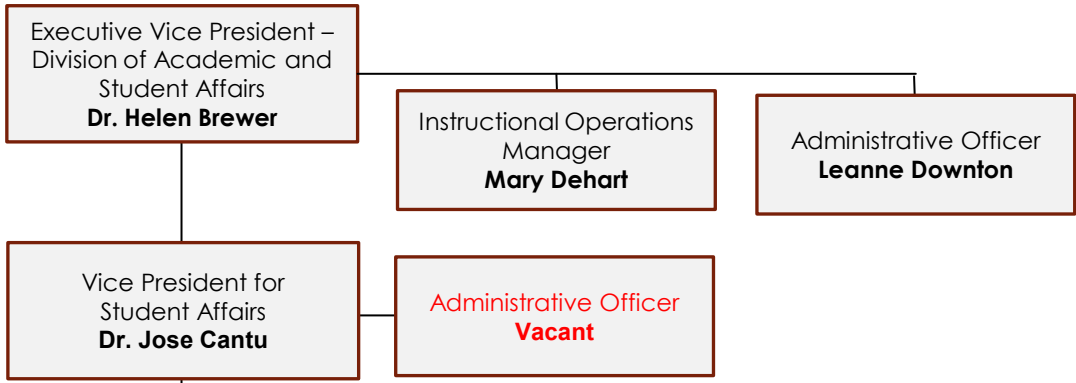 Executive Vice President –
Division of Academic and
Student Affairs
Dr. Helen Brewer
Instructional Operations
Manager
Mary Dehart
Administrative Officer
Leanne Downton
Vice President for
Student Affairs
Dr. Jose Cantu
Administrative Officer
Vacant